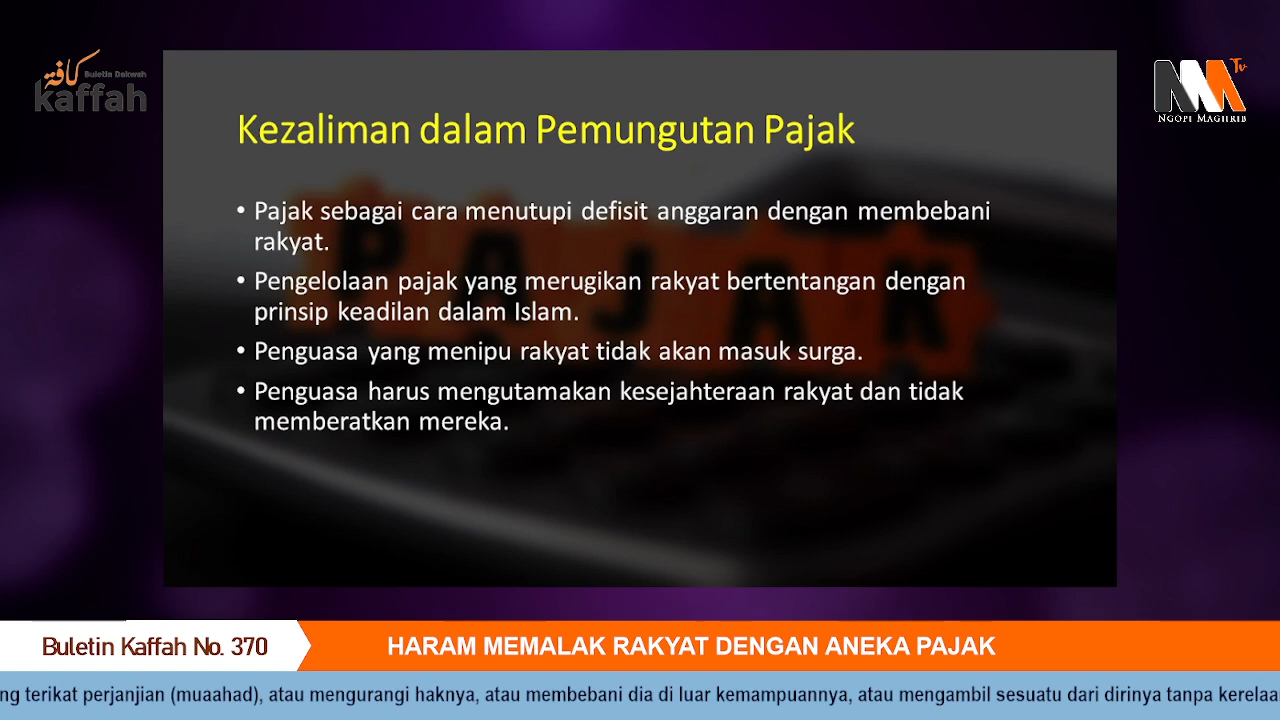 كافة
Buletin Dakwah
kaffah
Tv
NGOPI MAGHRIB
Kezaliman dalam Pemungutan Pajak
• Pajak sebagai cara menutupi defisit anggaran dengan membebani
rakyat.
• Pengelolaan pajak yang merugikan rakyat bertentangan dengan
prinsip keadilan dalam Islam.
• Penguasa yang menipu rakyat tidak akan masuk surga.
• Penguasa harus mengutamakan kesejahteraan rakyat dan tidak
memberatkan mereka.
PAJAK
Buletin Kaffah No. 370
HARAM MEMALAK RAKYAT DENGAN ANEKA PAJAK
ng terikat perjanjian (muaahad), atau mengurangi haknya, atau membebani dia di luar kemampuannya, atau mengambil sesuatu dari dirinya tanpa kerelaa